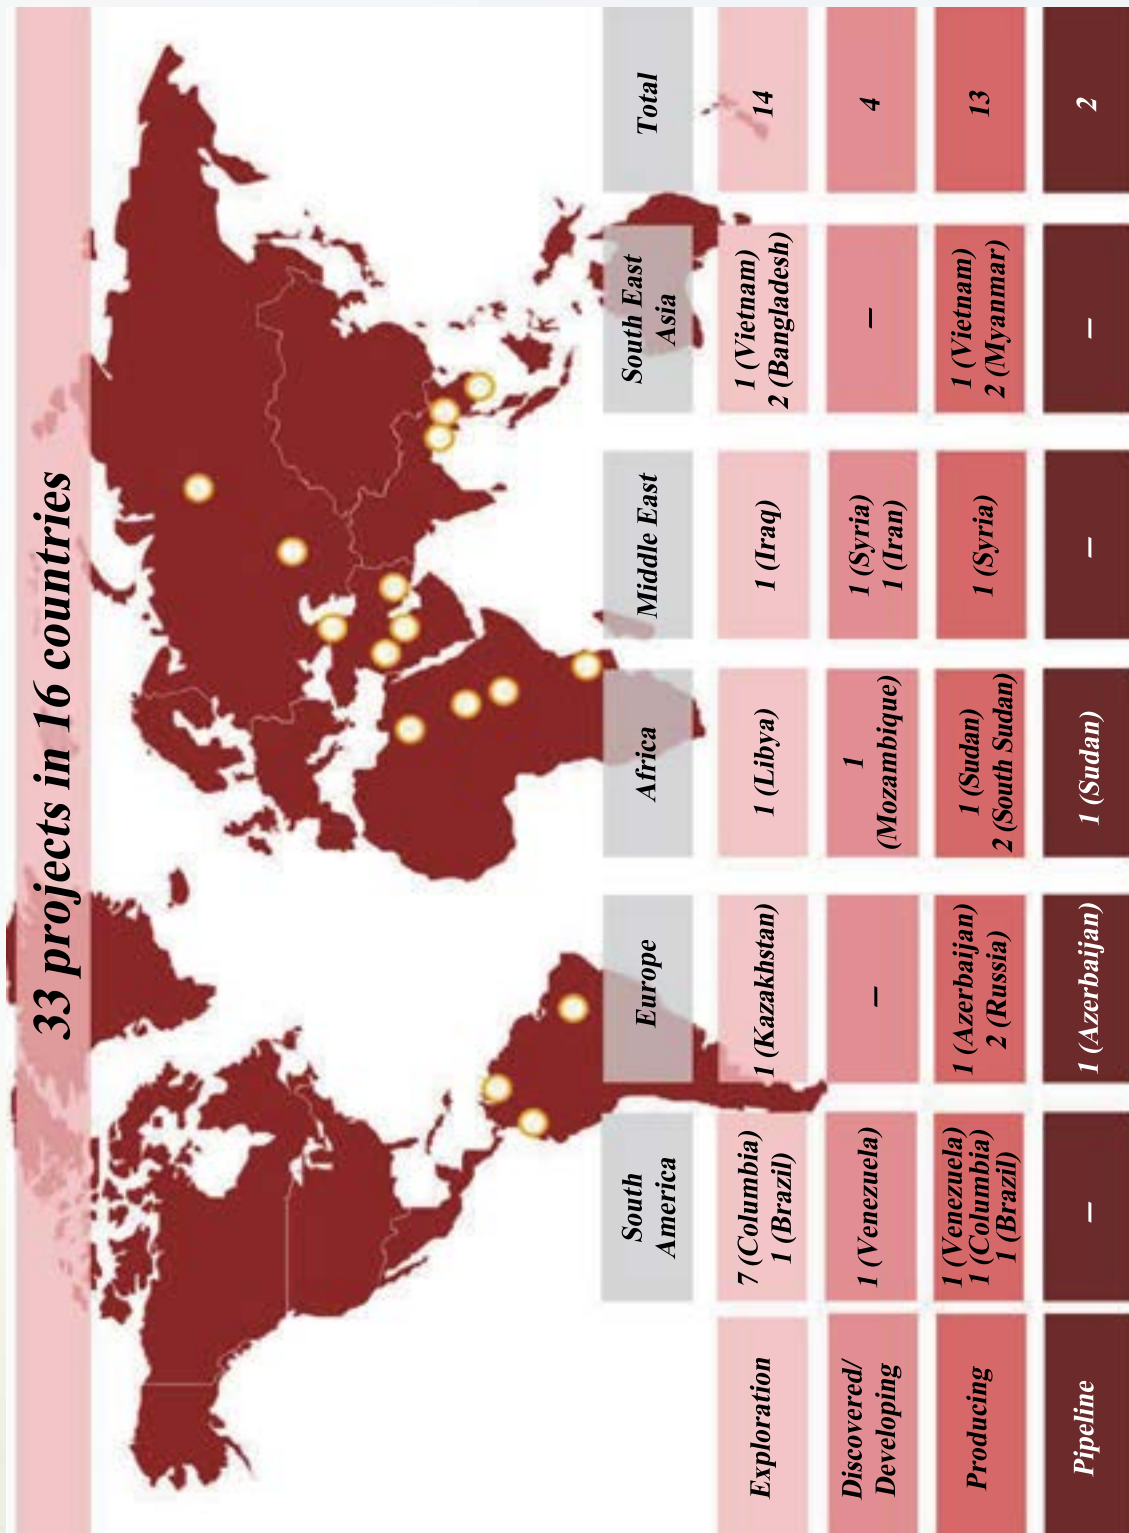 33 projects in 16 countries
South
America
Europe
Africa
Middle East
South East
Asia
Total
Exploration
7 (Columbia)
1 (Brazil)
1 (Kazakhstan)
1 (Libya)
1 (Iraq)
1 (Vietnam)
2 (Bangladesh)
14
Discovered/
Developing
1 (Venezuela)
–
1
(Mozambique)
1 (Syria)
1 (Iran)
–
4
Producing
1 (Venezuela)
1 (Columbia)
1 (Brazil)
1 (Azerbaijan)
2 (Russia)
1 (Sudan)
2 (South Sudan)
1 (Syria)
1 (Vietnam)
2 (Myanmar)
13
Pipeline
–
1 (Azerbaijan)
1 (Sudan)
–
–
2